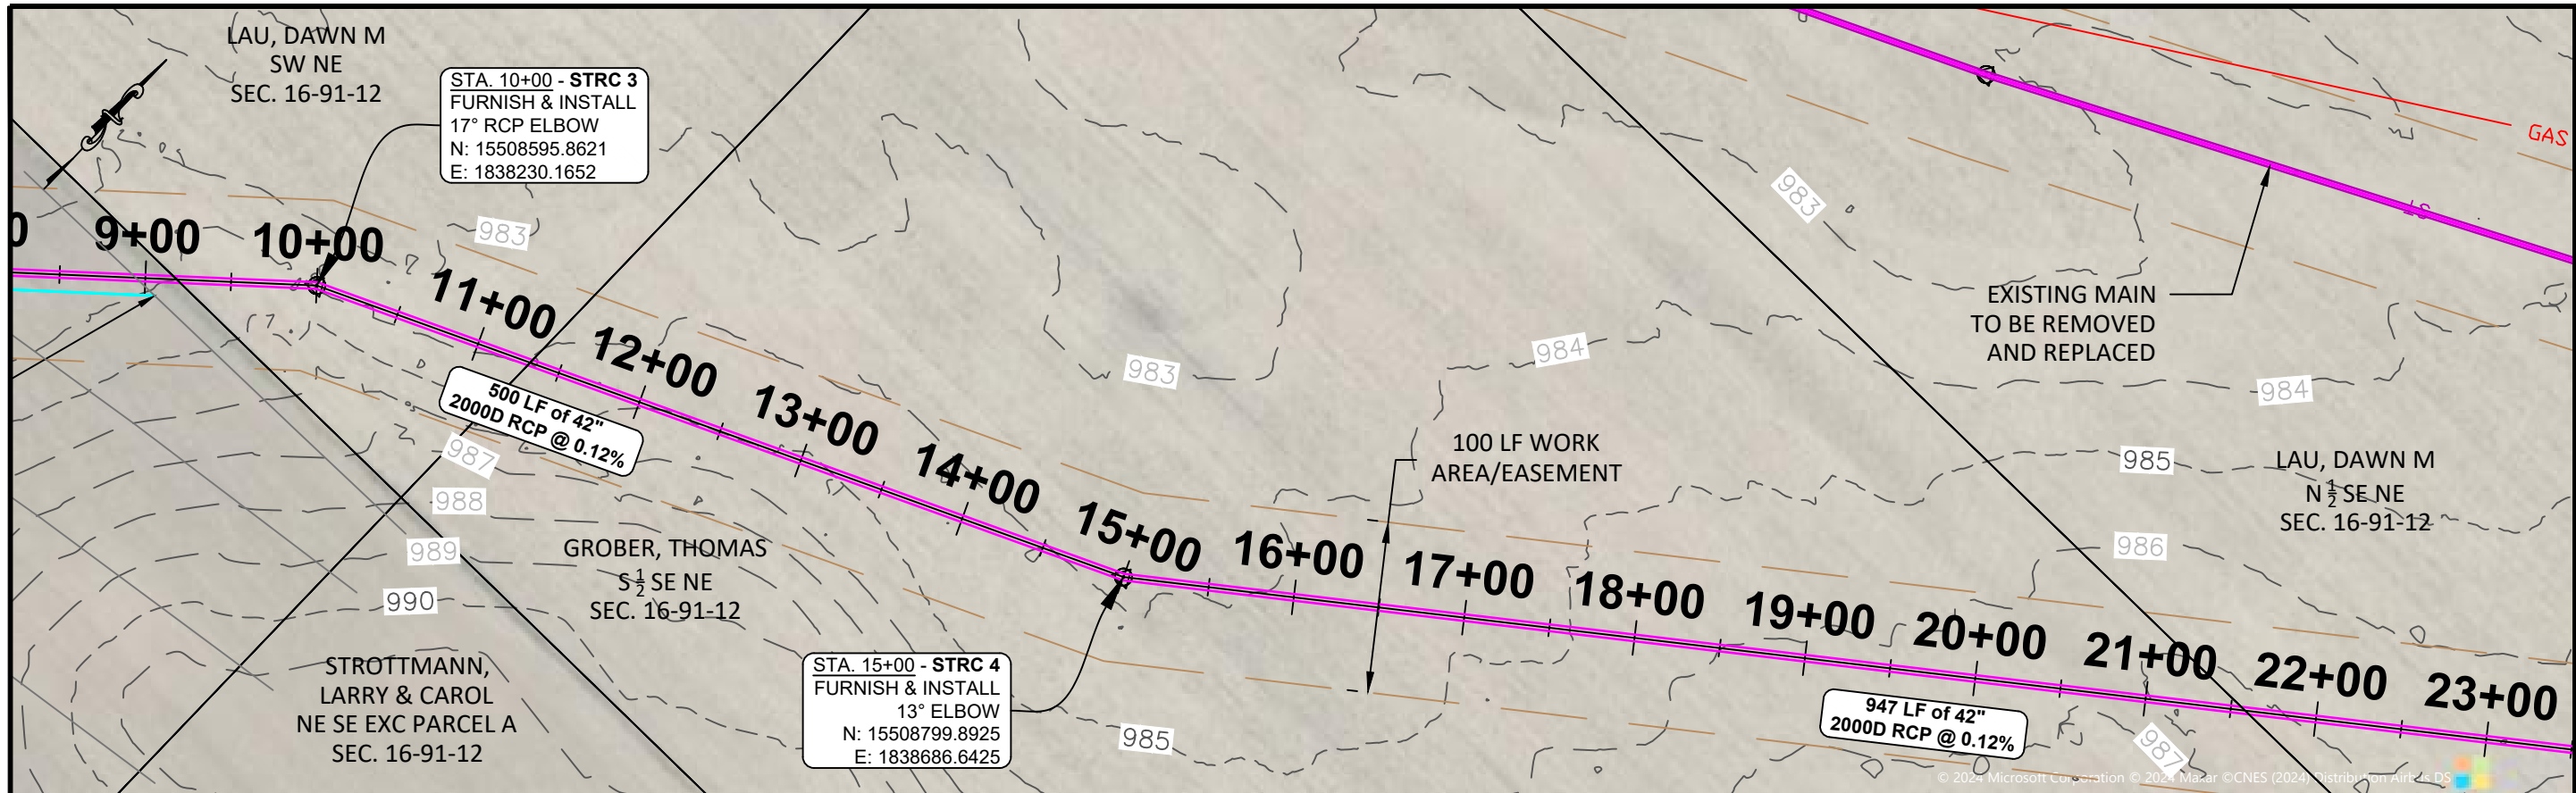 LAU, DAWN M
SW NE
SEC. 16-91-12
STA. 10+00 - STRC 3
FURNISH & INSTALL
17° RCP ELBOW
N: 15508595.8621
E: 1838230.1652
983
0
9+00
10+00
11+00
12+00
13+00
14+00
15+00
16+00
17+00
18+00
19+00
20+00
21+00
22+00
23+00
500 LF of 42"
2000D RCP @ 0.12%
987
988
989
990
GROBER, THOMAS
S ½ SE NE
SEC. 16-91-12
STROTTMANN,
LARRY & CAROL
NE SE EXC PARCEL A
SEC. 16-91-12
STA. 15+00 - STRC 4
FURNISH & INSTALL
13° ELBOW
N: 15508799.8925
E: 1838686.6425
985
983
984
100 LF WORK
AREA/EASEMENT
983
GAS
ST
EXISTING MAIN
TO BE REMOVED
AND REPLACED
984
985
986
LAU, DAWN M
N ½ SE NE
SEC. 16-91-12
947 LF of 42"
2000D RCP @ 0.12%
987
© 2024 Microsoft Corporation © 2024 Maxar ©CNES (2024) Distribution Airbus DS